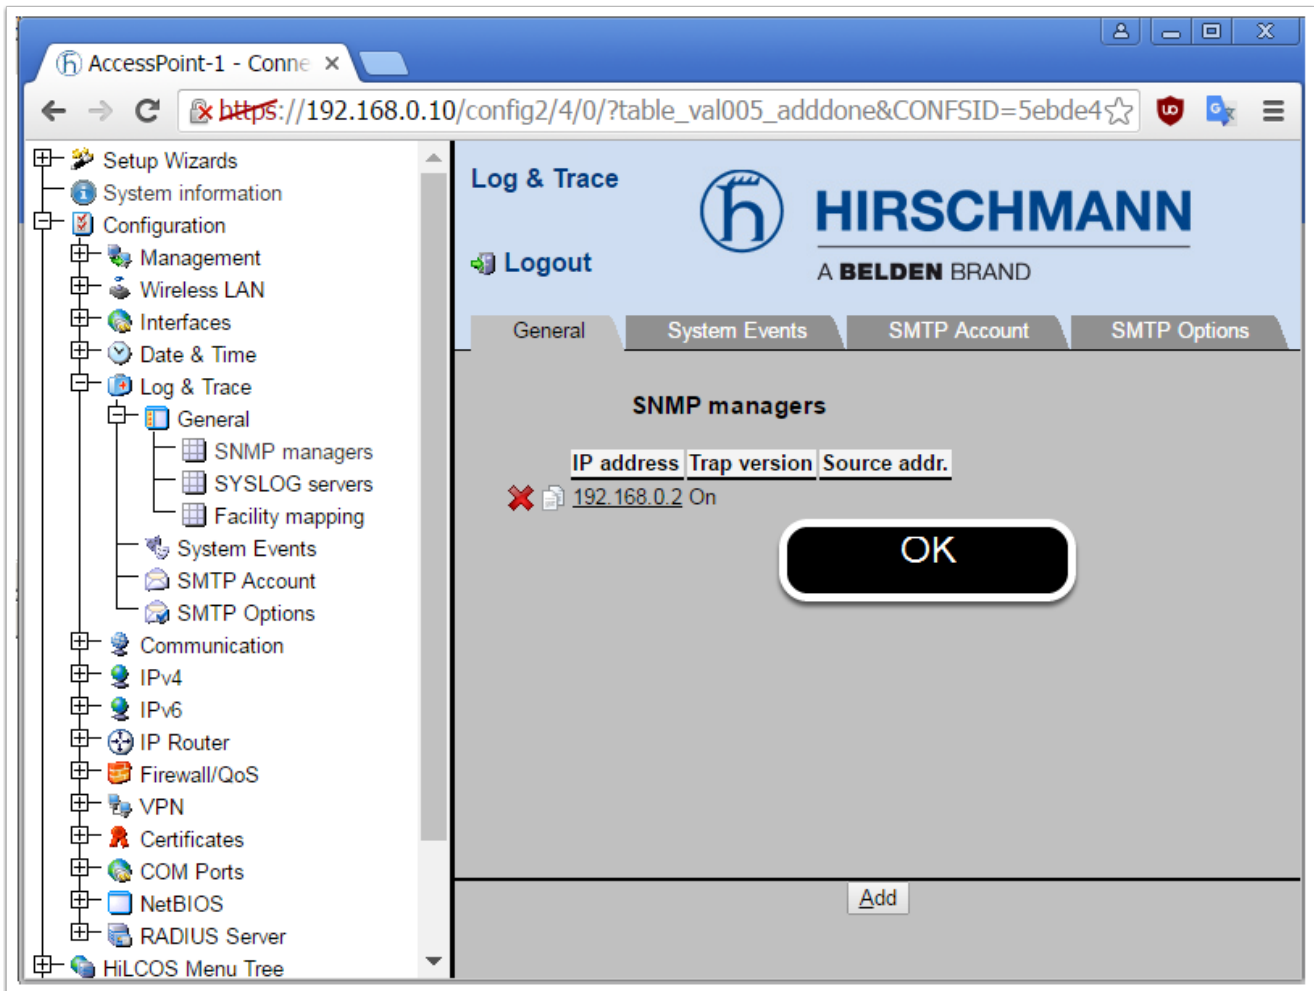 AccessPoint-1 - Conne
https://192.168.0.10/config2/4/0/?table_val005_adddone&CONFSID=5ebde4
Setup Wizards
System information
Configuration
Management
Wireless LAN
Interfaces
Date & Time
Log & Trace
General
SNMP managers
SYSLOG servers
Facility mapping
System Events
SMTP Account
SMTP Options
Communication
IPv4
IPv6
IP Router
Firewall/QoS
VPN
Certificates
COM Ports
NetBIOS
RADIUS Server
HiLCOS Menu Tree
Log & Trace
Logout
HIRSCHMANN
A BELDEN BRAND
General System Events SMTP Account SMTP Options
SNMP managers
IP address Trap version Source addr.
192.168.0.2 On
OK
Add